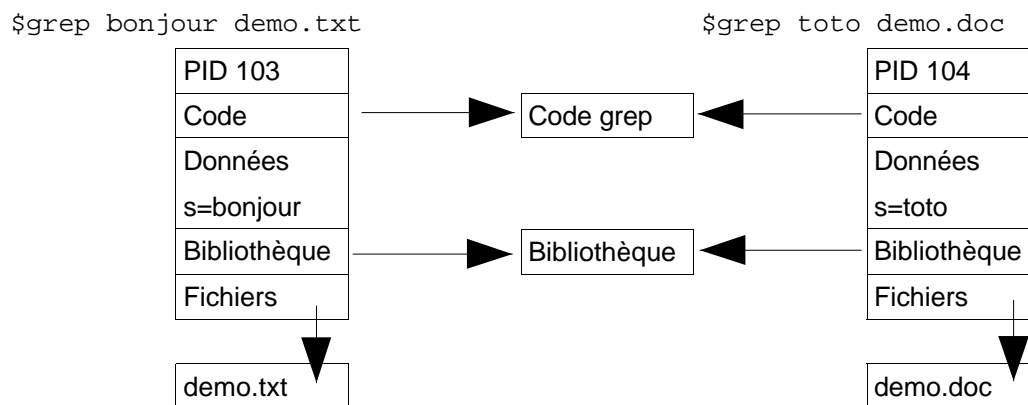 $grep bonjour demo.txt
$grep toto demo.doc
PID 103
PID 104
Code
Code grep
Code
Données
Données
s=bonjour
s=toto
Bibliothèque
Bibliothèque
Bibliothèque
Fichiers
Fichiers
demo.txt
demo.doc